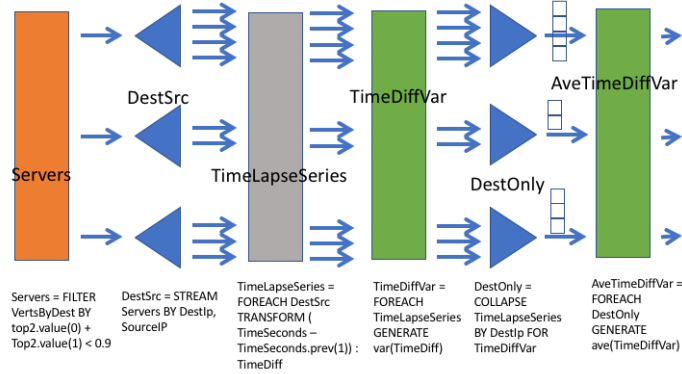 DestSrc
TimeDiffVar
AveTimeDiffVar
Servers
TimeLapseSeries
DestOnly
Servers = FILTER
VertsByDest BY
top2.value(0) +
Top2.value(1) < 0.9
DestSrc = STREAM
Servers BY DestIp,
SourceIP
TimeLapseSeries =
FOREACH DestSrc
TRANSFORM (
TimeSeconds –
TimeSeconds.prev(1)) :
TimeDiff
TimeDiffVar =
FOREACH
TimeLapseSeries
GENERATE
var(TimeDiff)
DestOnly =
COLLAPSE
TimeLapseSeries
BY DestIp FOR
TimeDiffVar
AveTimeDiffVar =
FOREACH
DestOnly
GENERATE
ave(TimeDiffVar)